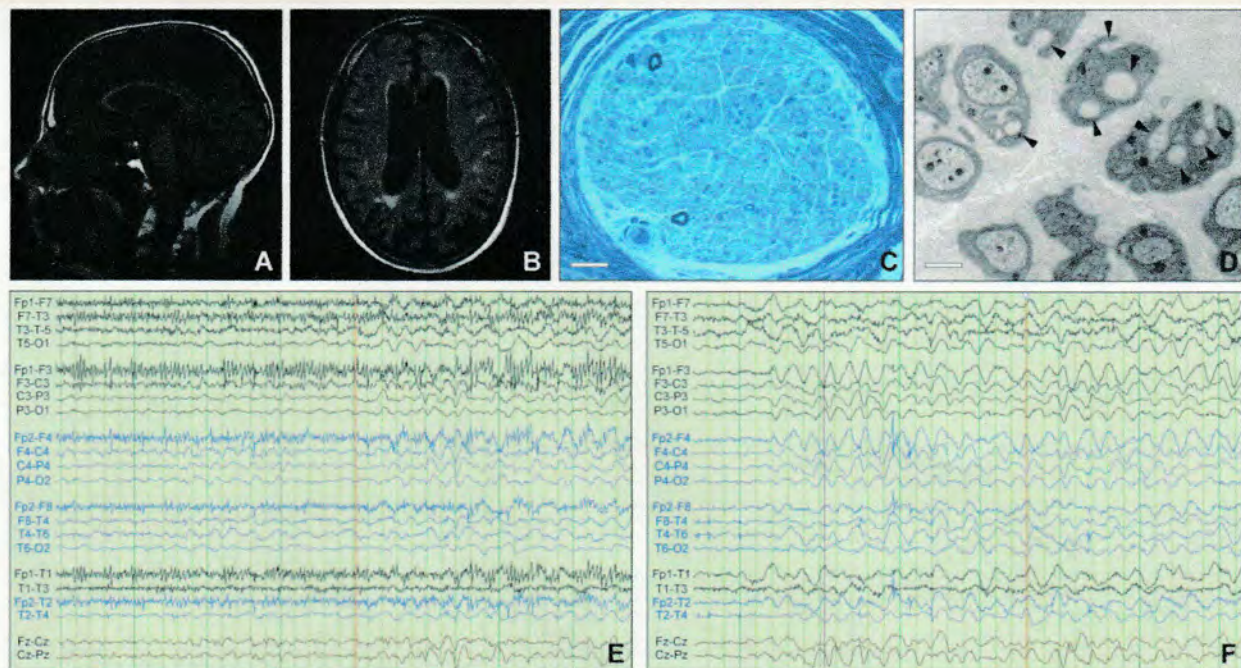 A
B
C
D
Fp1-F7
F7-T3
T3-T-5
T5-O1
Fp1-F3
F3-C3
C3-P3
P3-O1
Fp2-F4
F4-C4
C4-P4
P4-O2
Fp2-F8
F8-T4
T4-T6
T6-O2
Fp1-T1
T1-T3
Fp2-T2
T2-T4
Fz-Cz
Cz-Pz
E
Fp1-F7
F7-T3
T3-T-5
T5-O1
Fp1-F3
F3-C3
C3-P3
P3-O1
Fp2-F4
F4-C4
C4-P4
P4-O2
Fp2-F8
F8-T4
T4-T6
T6-O2
Fp1-T1
T1-T3
Fp2-T2
T2-T4
Fz-Cz
Cz-Pz
F